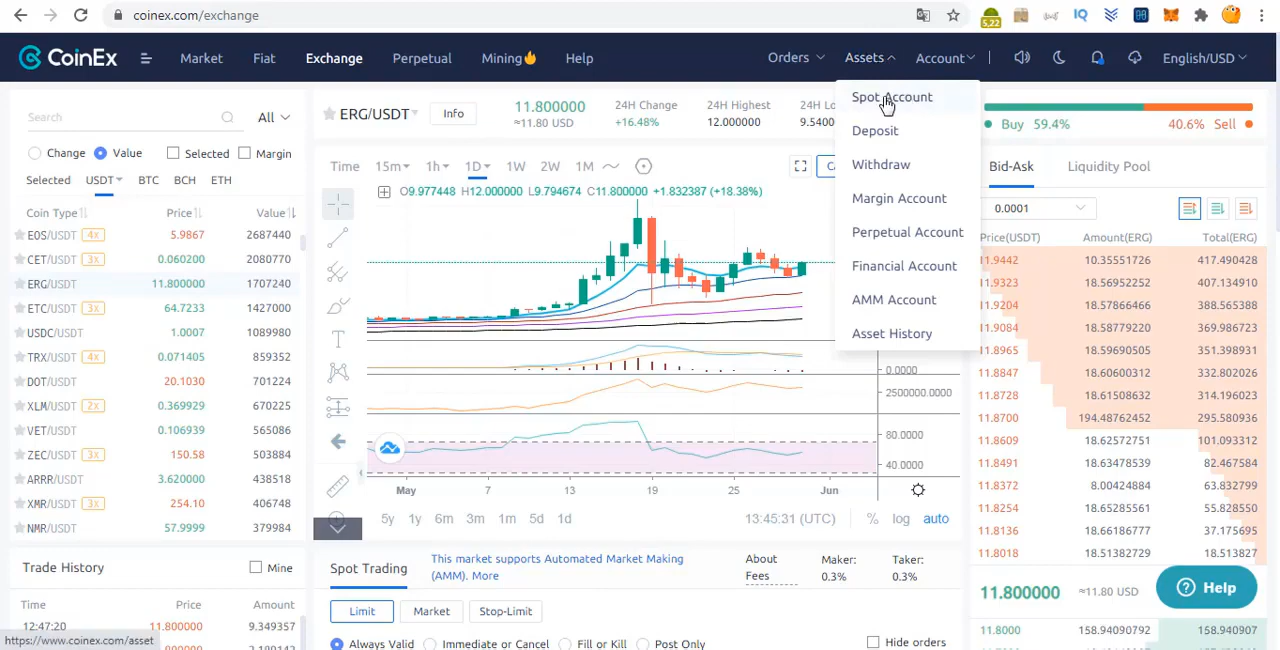 coinex.com/exchange
5,22
IQ
CoinEx
Market
Fiat
Exchange
Perpetual
Mining
Help
Orders
Assets
Account
English/USD
Search
All
Change
Value
Selected
Margin
Selected
USDT
BTC
BCH
ETH
Coin Type
Price
Value
EOS/USDT 4X 5.9867 2687440
CET/USDT 3X 0.060200 2080770
ERG/USDT 11.800000 1707240
ETC/USDT 3X 64.7233 1427000
USDC/USDT 1.0007 1089980
TRX/USDT 4X 0.071405 859352
DOT/USDT 20.1030 701224
XLM/USDT 2X 0.369929 670225
VET/USDT 0.106939 565086
ZEC/USDT 3X 150.58 503884
ARRR/USDT 3.620000 438518
XMR/USDT 3X 254.10 406748
NMR/USDT 57.9999 379984
Trade History
Mine
Time Price Amount
12:47:20 11.800000 9.349357
https://www.coinex.com/asset
ERG/USDT
Info
11.800000
≈11.80 USD
24H Change
+16.48%
24H Highest
12.000000
24H Lo
9.5400
Time
15m
1h
1D
1W
2W
1M
O9.977448 H12.000000 L9.794674 C11.800000 +1.832387 (+18.38%)
0.0000
2500000.0000
80.0000
40.0000
May 7 13 19 25 Jun
5y 1y 6m 3m 1m 5d 1d
13:45:31 (UTC)
% log auto
Spot Trading
This market supports Automated Market Making
(AMM). More
About
Fees
Maker:
0.3%
Taker:
0.3%
Limit
Market
Stop-Limit
Always Valid
Immediate or Cancel
Fill or Kill
Post Only
Hide orders
Spot Account
Deposit
Withdraw
Margin Account
Perpetual Account
Financial Account
AMM Account
Asset History
Buy 59.4%
40.6% Sell
Bid-Ask
Liquidity Pool
0.0001
Price(USDT) Amount(ERG) Total(ERG)
11.9442 10.35551726 417.490428
11.9323 18.56952252 407.134910
11.9204 18.57866466 388.565388
11.9084 18.58779220 369.986723
11.8965 18.59690505 351.398931
11.8847 18.60600312 332.802026
11.8728 18.61508632 314.196023
11.8700 194.48762452 295.580936
11.8609 18.62572751 101.093312
11.8491 18.63478539 82.467584
11.8372 8.00424884 63.832799
11.8254 18.65285561 55.828550
11.8136 18.66186777 37.175695
11.8018 18.51382729 18.513827
11.800000 ≈11.80 USD
Help
11.8000 158.94090792 158.940907